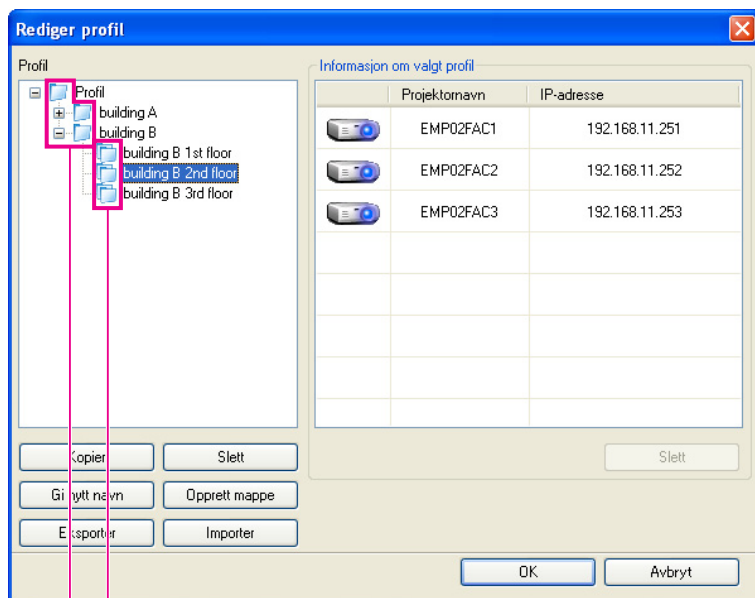 Rediger profil
Profil
Profil
building A
building B
building B 1st floor
building B 2nd floor
building B 3rd floor
Kopier
Slett
Gi nytt navn
Opprett mappe
Eksporter
Importer
Informasjon om valgt profil
Projektornavn IP-adresse
EMP02FAC1 192.168.11.251
EMP02FAC2 192.168.11.252
EMP02FAC3 192.168.11.253
Slett
OK
Avbryt